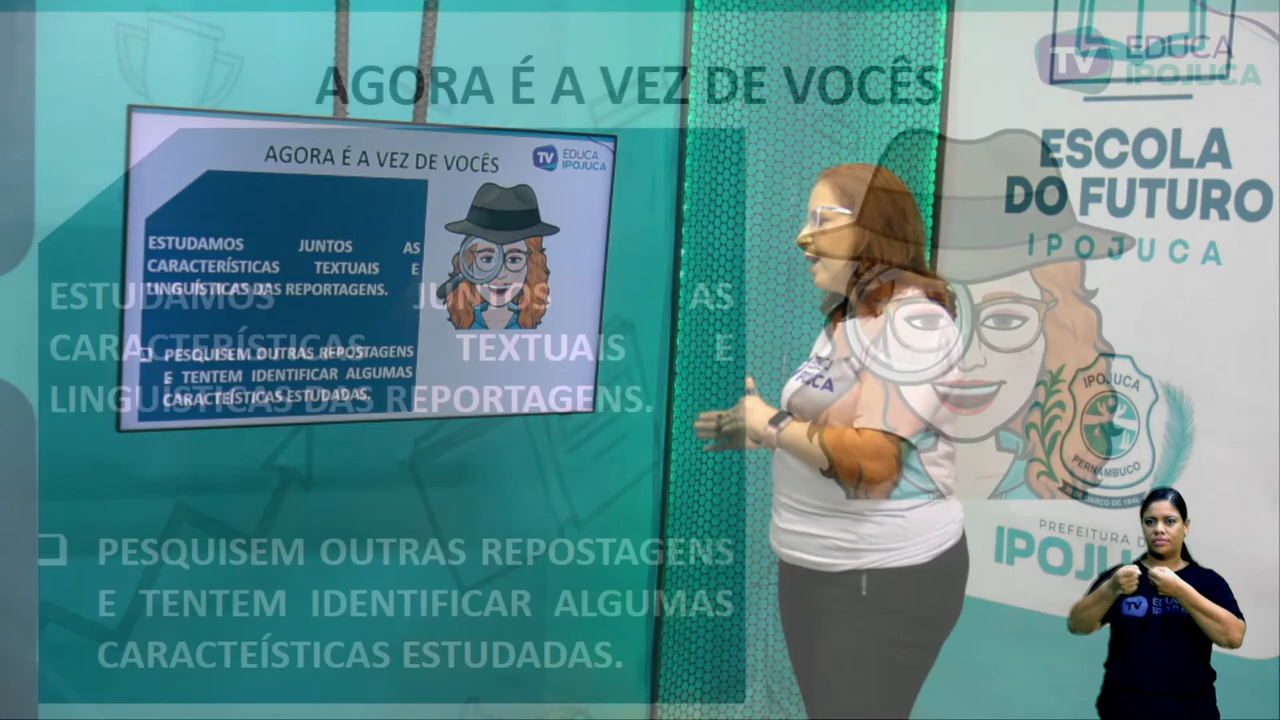 AGORA É A VEZ DE VOCÊS
TV EDUCA
IPOJUCA
ESTUDAMOS JUNTOS AS
CARACTERÍSTICAS TEXTUAIS E
LINGUÍSTICAS DAS REPORTAGENS.
PESQUISEM OUTRAS REPOSTAGENS
E TENTEM IDENTIFICAR ALGUMAS
CARACTEÍSTICAS ESTUDADAS.
AGORA É A VEZ DE VOCÊS
TV EDUCA
IPOJUCA
ESTUDAMOS JUNTOS AS
CARACTERÍSTICAS TEXTUAIS E
LINGUÍSTICAS DAS REPORTAGENS.
PESQUISEM OUTRAS REPOSTAGENS
E TENTEM IDENTIFICAR ALGUMAS
CARACTEÍSTICAS ESTUDADAS.
ESCOLA
DO FUTURO
IPOJUCA
IPOJUCA
PERNAMBUCO
PREFEITURA
TV